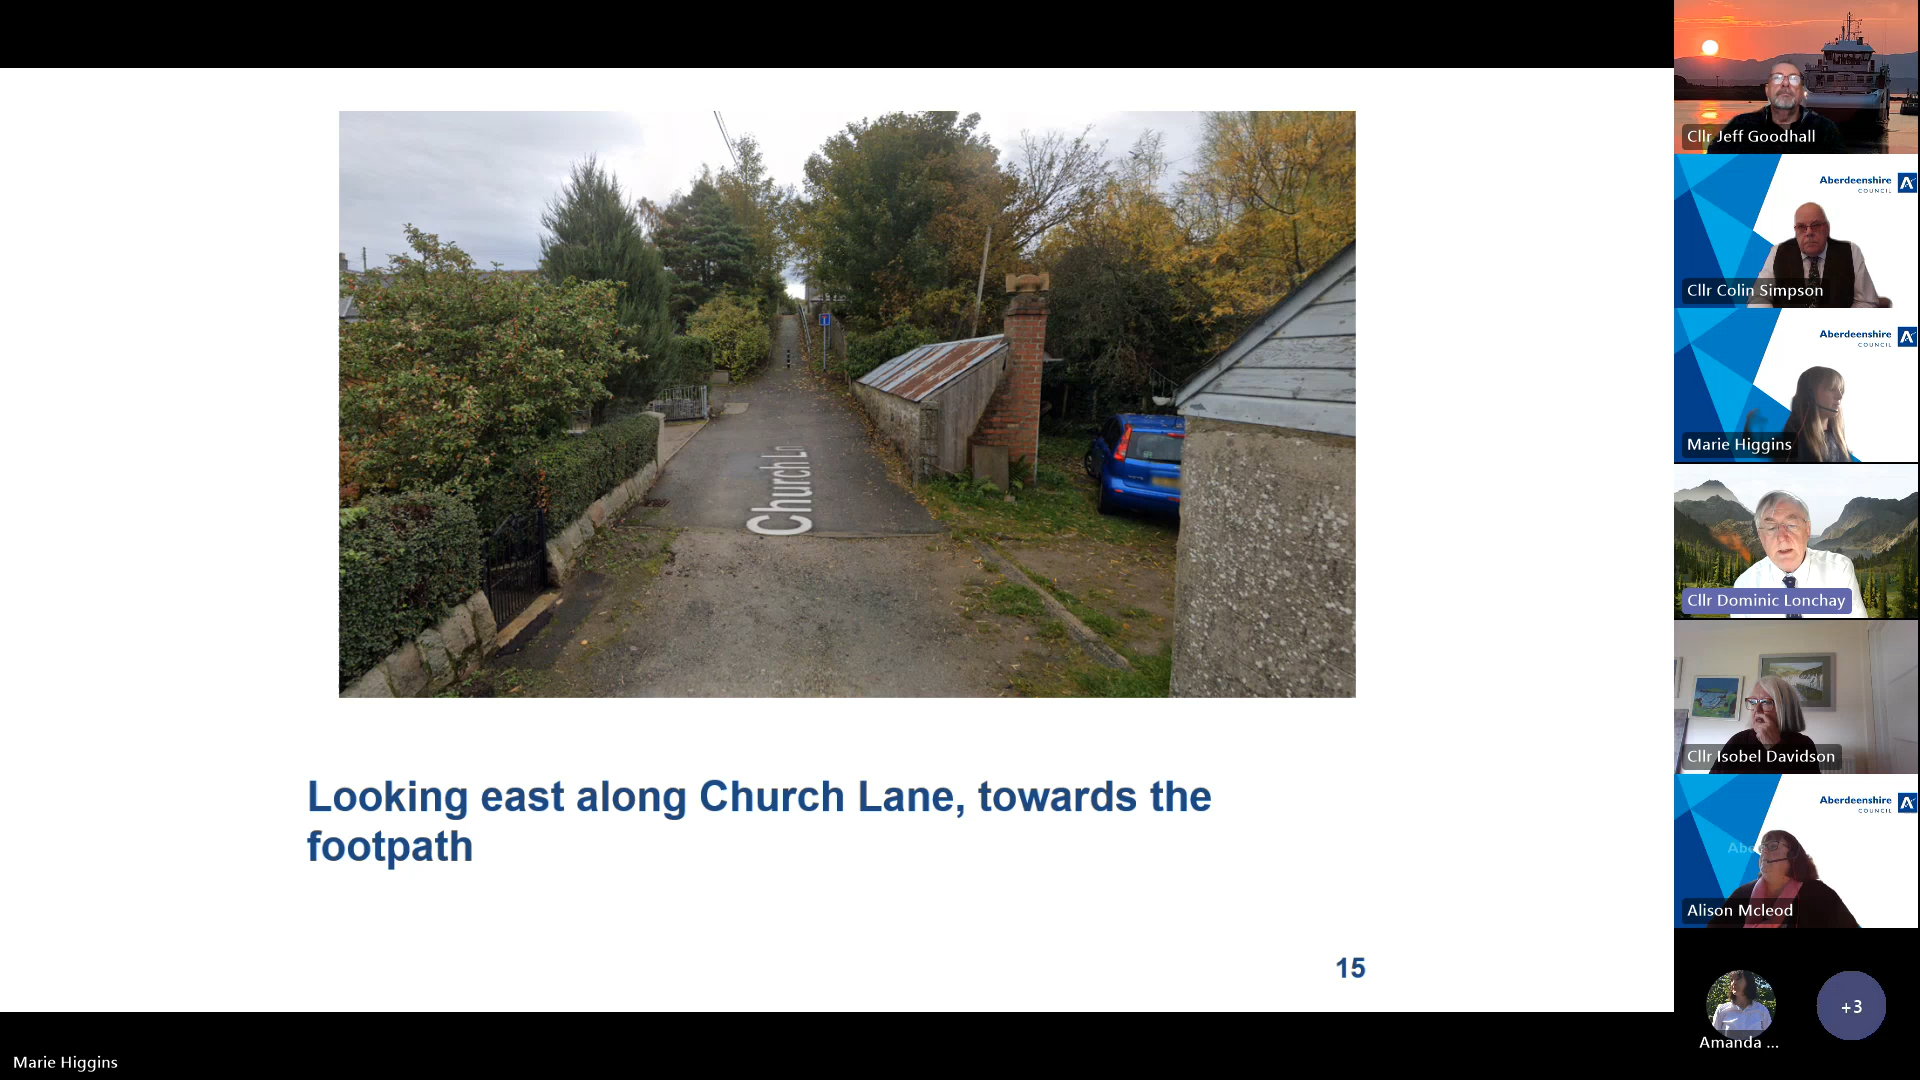 Church Ln
Looking east along Church Lane, towards the
footpath
15
Marie Higgins
Cllr Jeff Goodhall
Aberdeenshire
COUNCIL
Cllr Colin Simpson
Aberdeenshire
COUNCIL
Marie Higgins
Cllr Dominic Lonchay
Cllr Isobel Davidson
Aberdeenshire
COUNCIL
Abe
Alison Mcleod
Amanda ...
+3